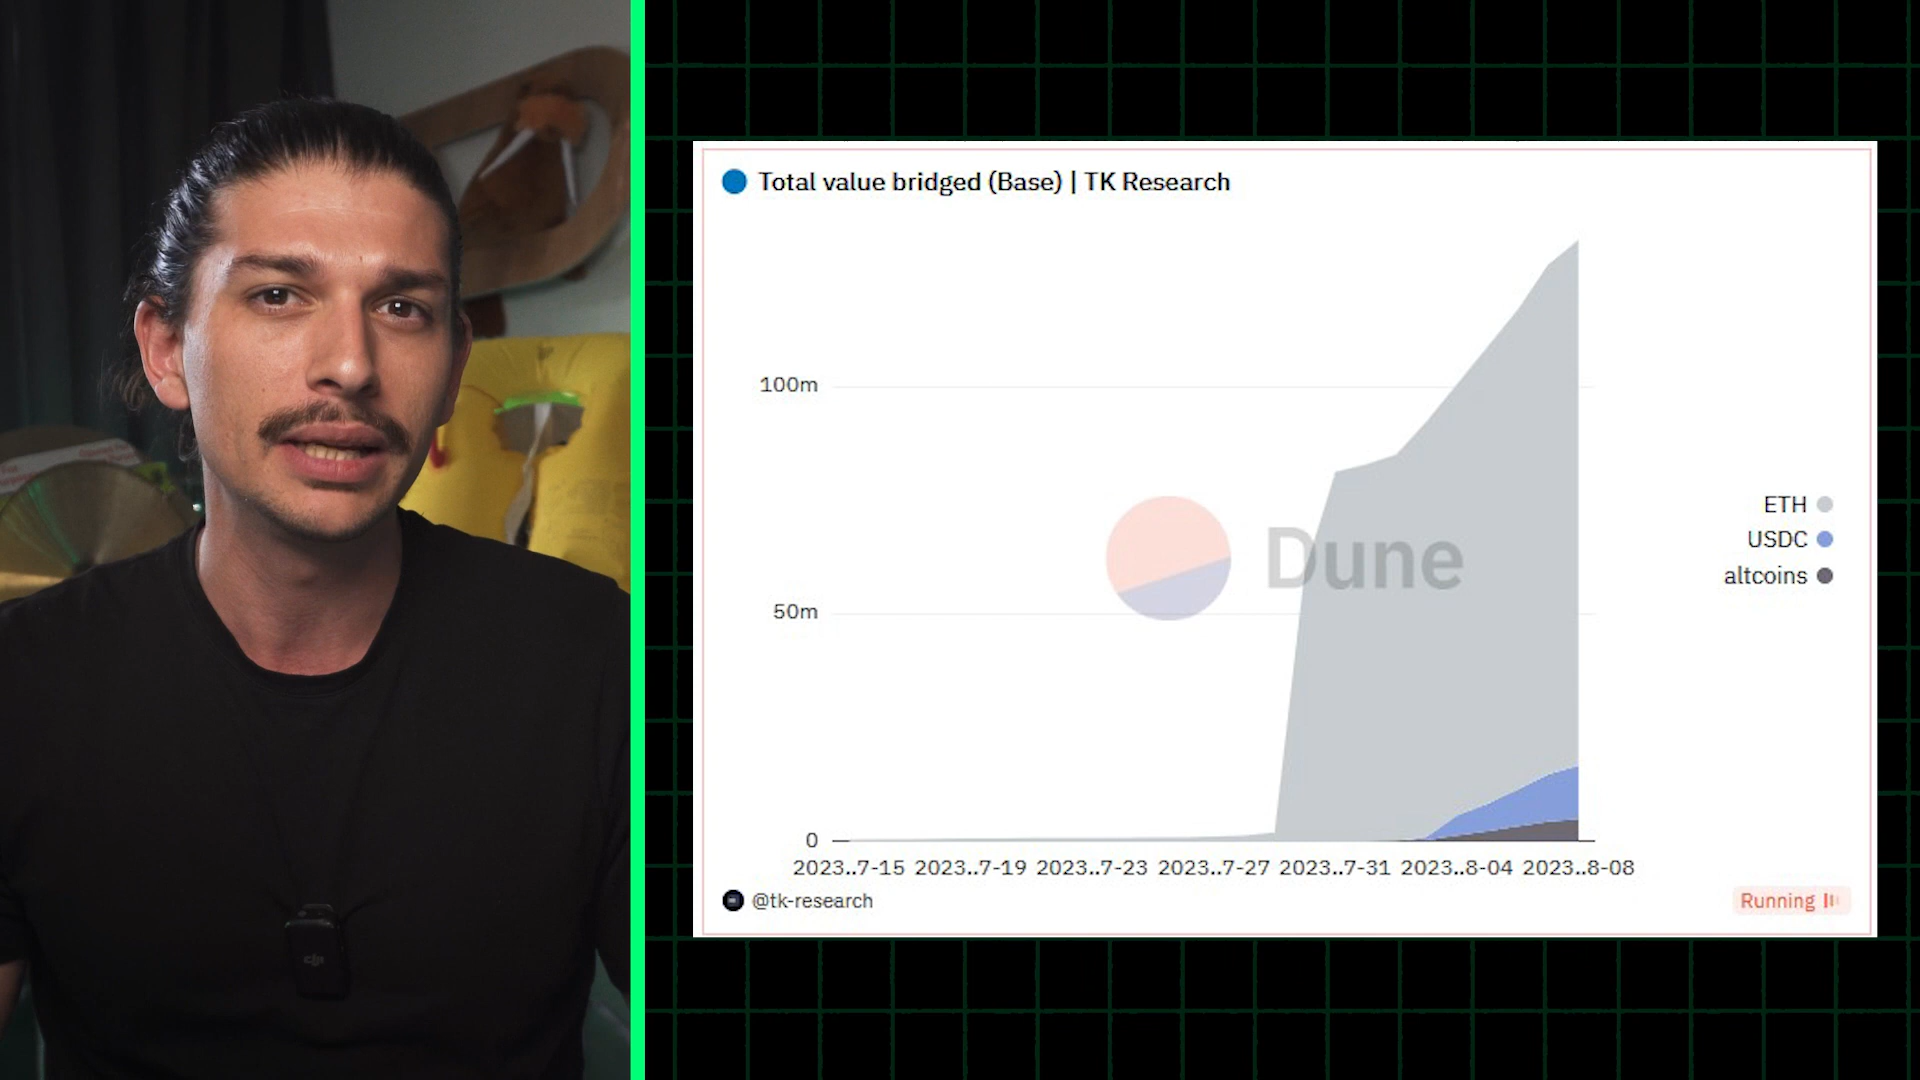 Total value bridged (Base) | TK Research
100m
50m
0
Dune
ETH
USDC
altcoins
2023..7-15 2023..7-19 2023..7-23 2023..7-27 2023..7-31 2023..8-04 2023..8-08
@tk-research
Running
dji